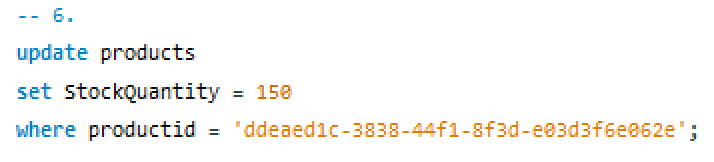 -- 6.
update products
set StockQuantity = 150
where productid = 'ddeaed1c-3838-44f1-8f3d-e03d3f6e062e';